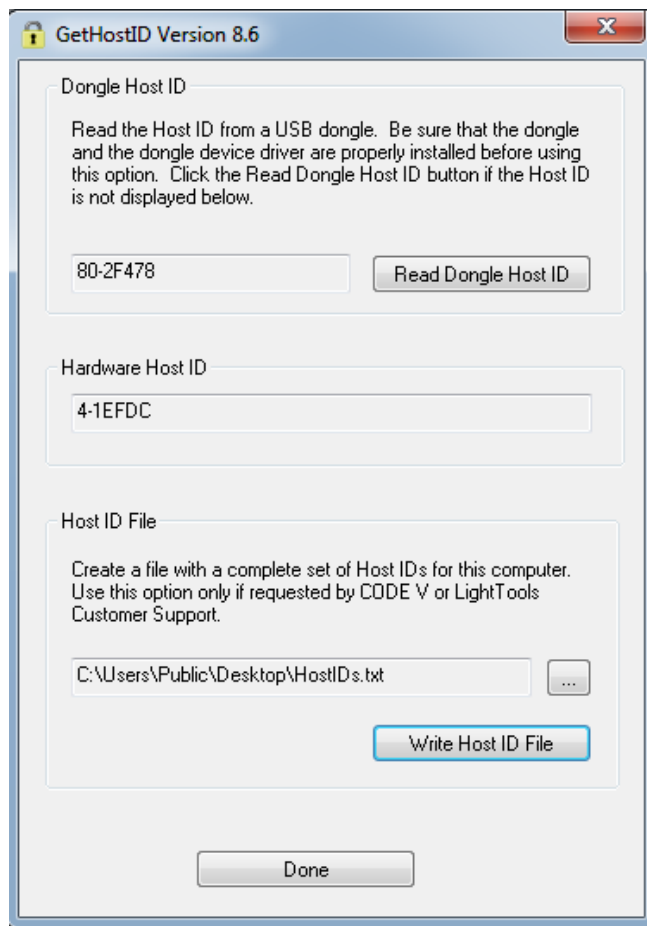 GetHostID Version 8.6
Dongle Host ID
Read the Host ID from a USB dongle.  Be sure that the dongle
and the dongle device driver are properly installed before using
this option.  Click the Read Dongle Host ID button if the Host ID
is not displayed below.
80-2F478
Read Dongle Host ID
Hardware Host ID
4-1EFDC
Host ID File
Create a file with a complete set of Host IDs for this computer.
Use this option only if requested by CODE V or LightTools
Customer Support.
C:\Users\Public\Desktop\HostIDs.txt
...
Write Host ID File
Done